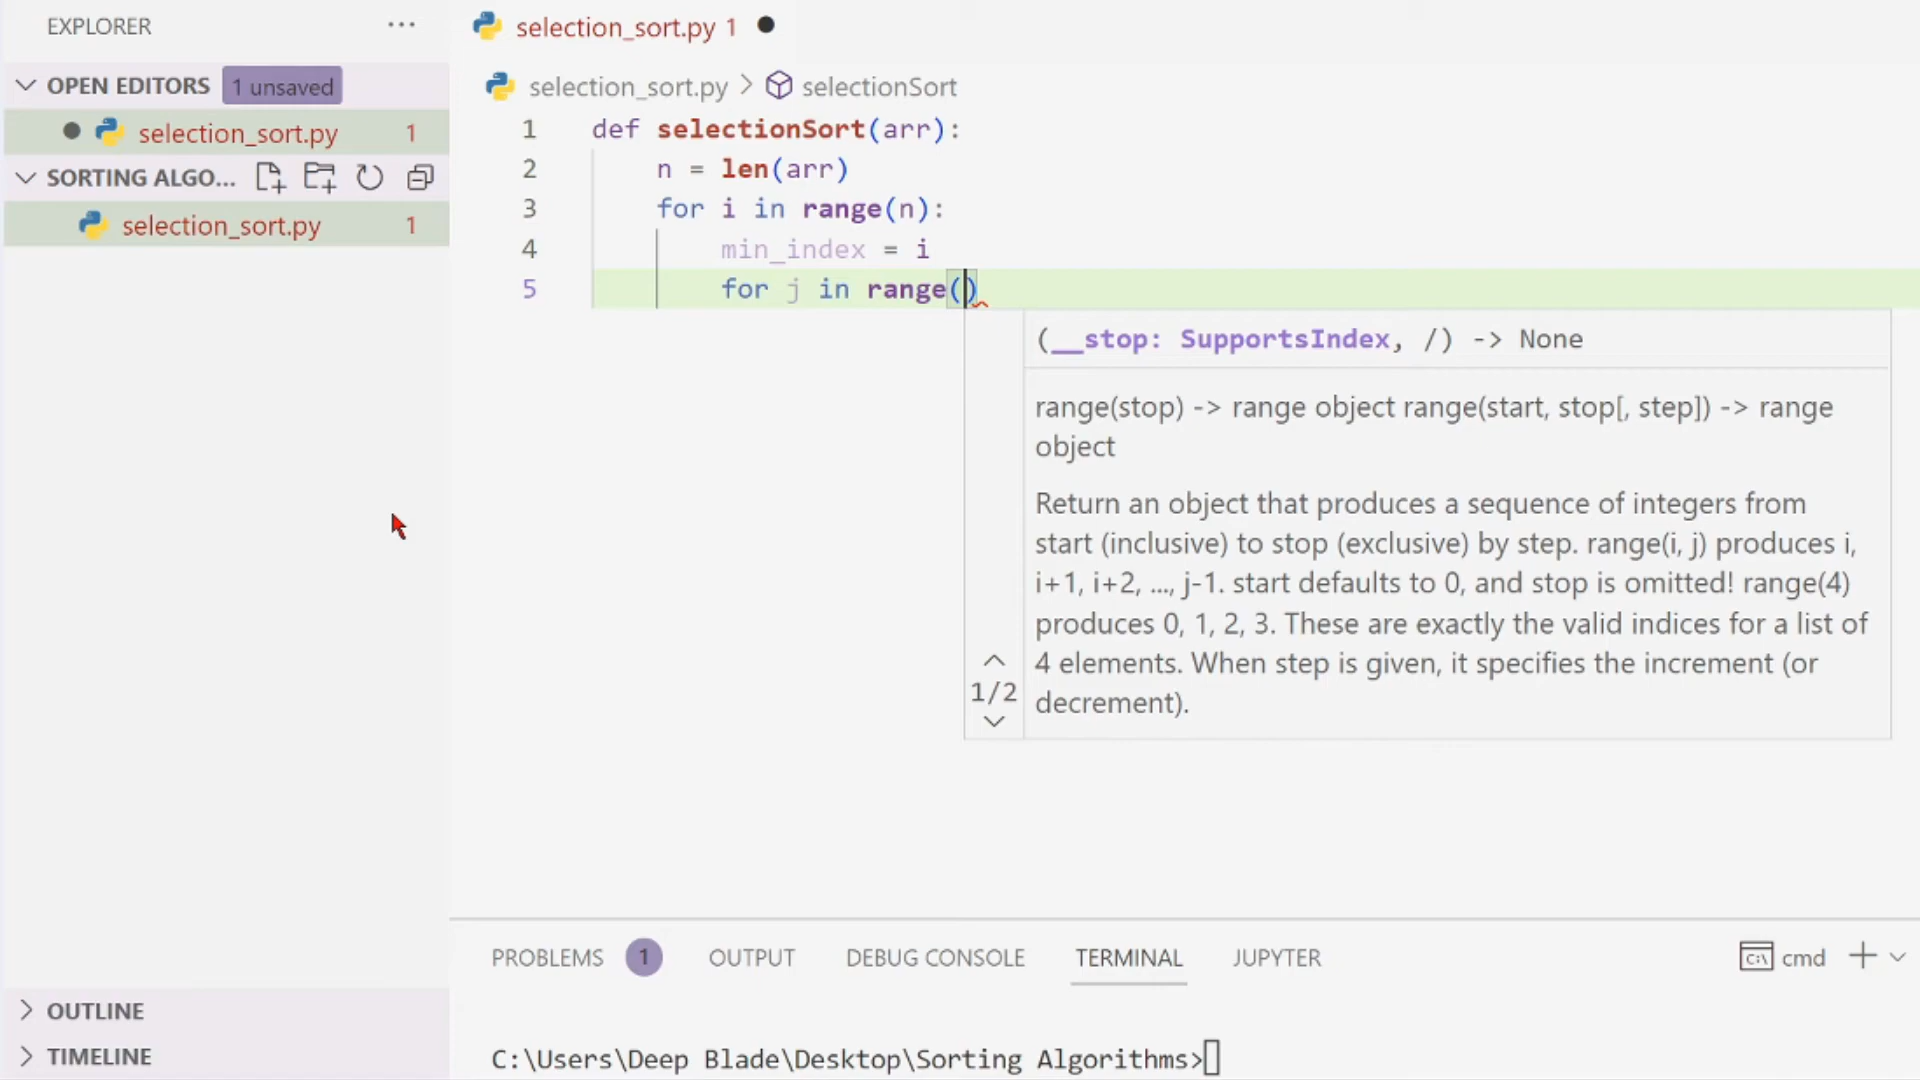 EXPLORER ...
OPEN EDITORS 1 unsaved
selection_sort.py 1
SORTING ALGO...
selection_sort.py 1
OUTLINE
TIMELINE
selection_sort.py 1
selection_sort.py > selectionSort
1 def selectionSort(arr):
2 n = len(arr)
3 for i in range(n):
4 min_index = i
5 for j in range()
(__stop: SupportsIndex, /) -> None
range(stop) -> range object range(start, stop[, step]) -> range
object
Return an object that produces a sequence of integers from
start (inclusive) to stop (exclusive) by step. range(i, j) produces i,
i+1, i+2, ..., j-1. start defaults to 0, and stop is omitted! range(4)
produces 0, 1, 2, 3. These are exactly the valid indices for a list of
4 elements. When step is given, it specifies the increment (or
decrement).
1/2
PROBLEMS 1 OUTPUT DEBUG CONSOLE TERMINAL JUPYTER cmd
C:\Users\Deep Blade\Desktop\Sorting Algorithms>